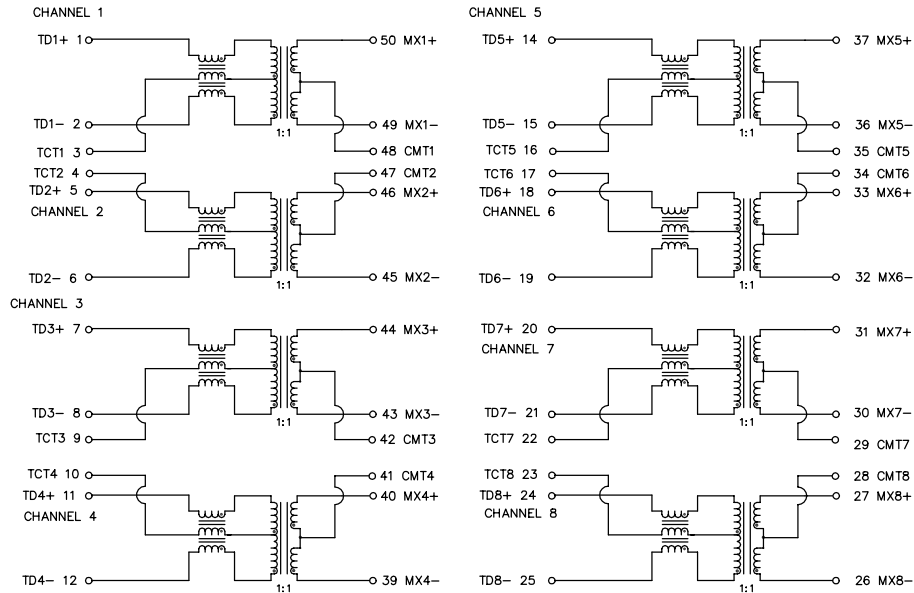 CHANNEL 1
TD1+ 1
50 MX1+
TD1− 2
49 MX1−
1:1
TCT1 3
48 CMT1
TCT2 4
47 CMT2
TD2+ 5
46 MX2+
CHANNEL 2
TD2− 6
45 MX2−
1:1
CHANNEL 3
TD3+ 7
44 MX3+
TD3− 8
43 MX3−
1:1
TCT3 9
42 CMT3
TCT4 10
41 CMT4
TD4+ 11
40 MX4+
CHANNEL 4
TD4− 12
39 MX4−
1:1
CHANNEL 5
TD5+ 14
37 MX5+
TD5− 15
36 MX5−
1:1
TCT5 16
35 CMT5
TCT6 17
34 CMT6
TD6+ 18
33 MX6+
CHANNEL 6
TD6− 19
32 MX6−
1:1
TD7+ 20
31 MX7+
CHANNEL 7
TD7− 21
30 MX7−
1:1
TCT7 22
29 CMT7
TCT8 23
28 CMT8
TD8+ 24
27 MX8+
CHANNEL 8
TD8− 25
26 MX8−
1:1